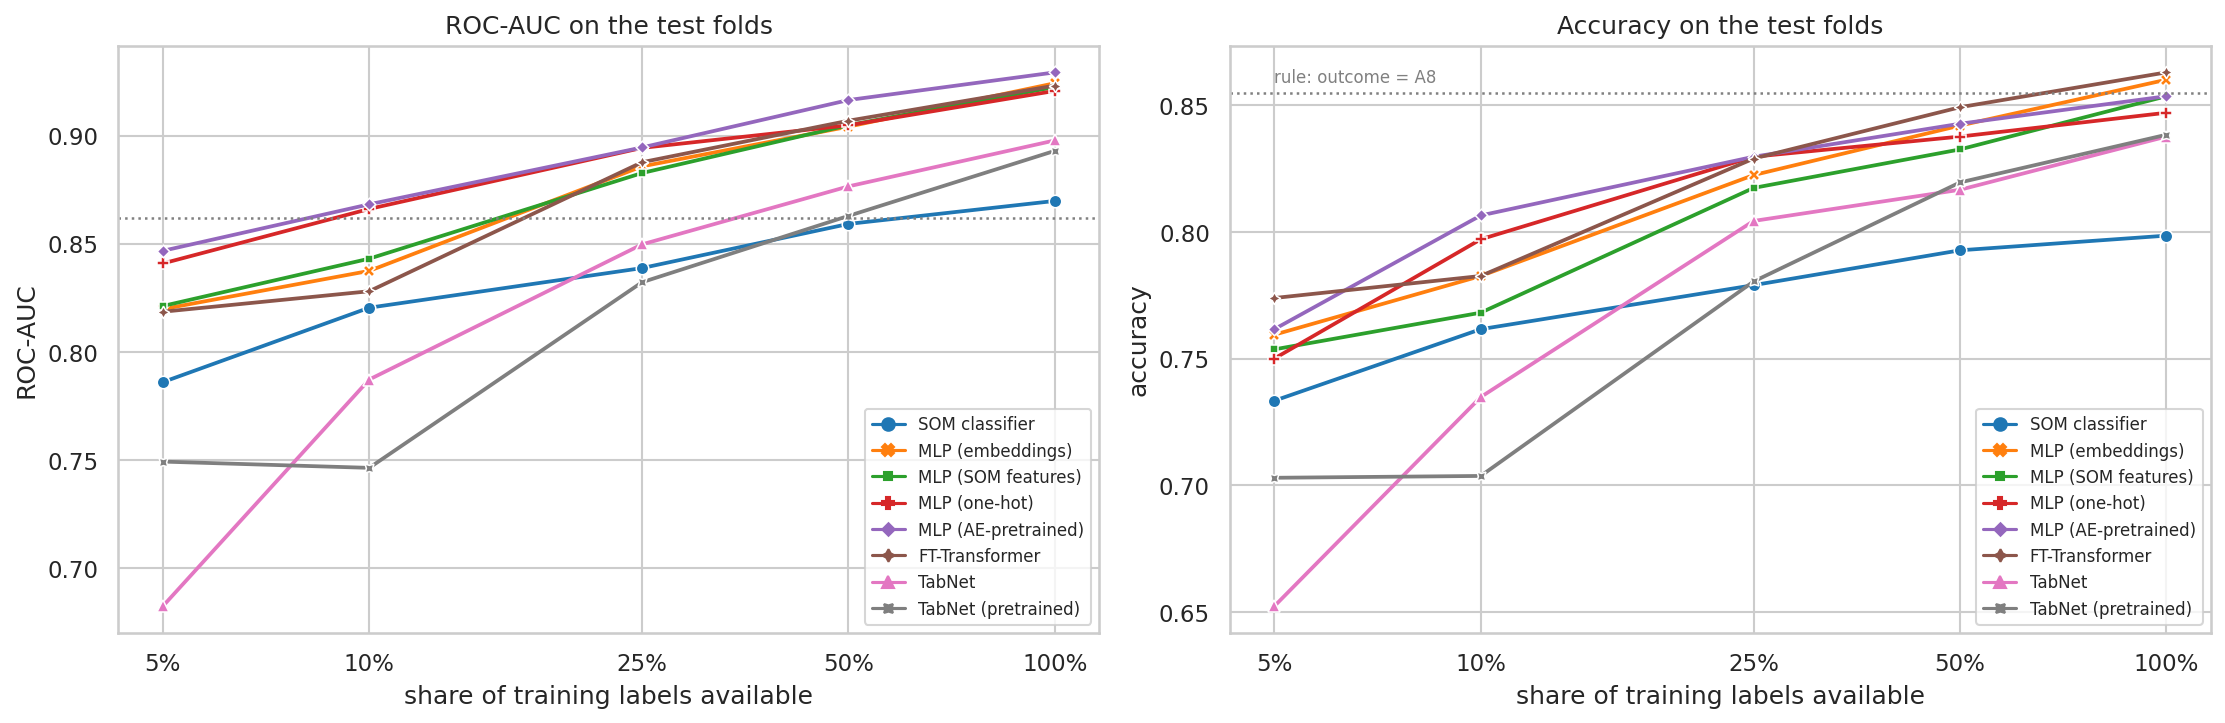 ROC-AUC on the test folds
ROC-AUC
0.90
0.85
0.80
0.75
0.70
SOM classifier
MLP (embeddings)
MLP (SOM features)
MLP (one-hot)
MLP (AE-pretrained)
FT-Transformer
TabNet
TabNet (pretrained)
5%
10%
25%
50%
100%
share of training labels available
Accuracy on the test folds
rule: outcome = A8
accuracy
0.85
0.80
0.75
0.70
0.65
SOM classifier
MLP (embeddings)
MLP (SOM features)
MLP (one-hot)
MLP (AE-pretrained)
FT-Transformer
TabNet
TabNet (pretrained)
5%
10%
25%
50%
100%
share of training labels available